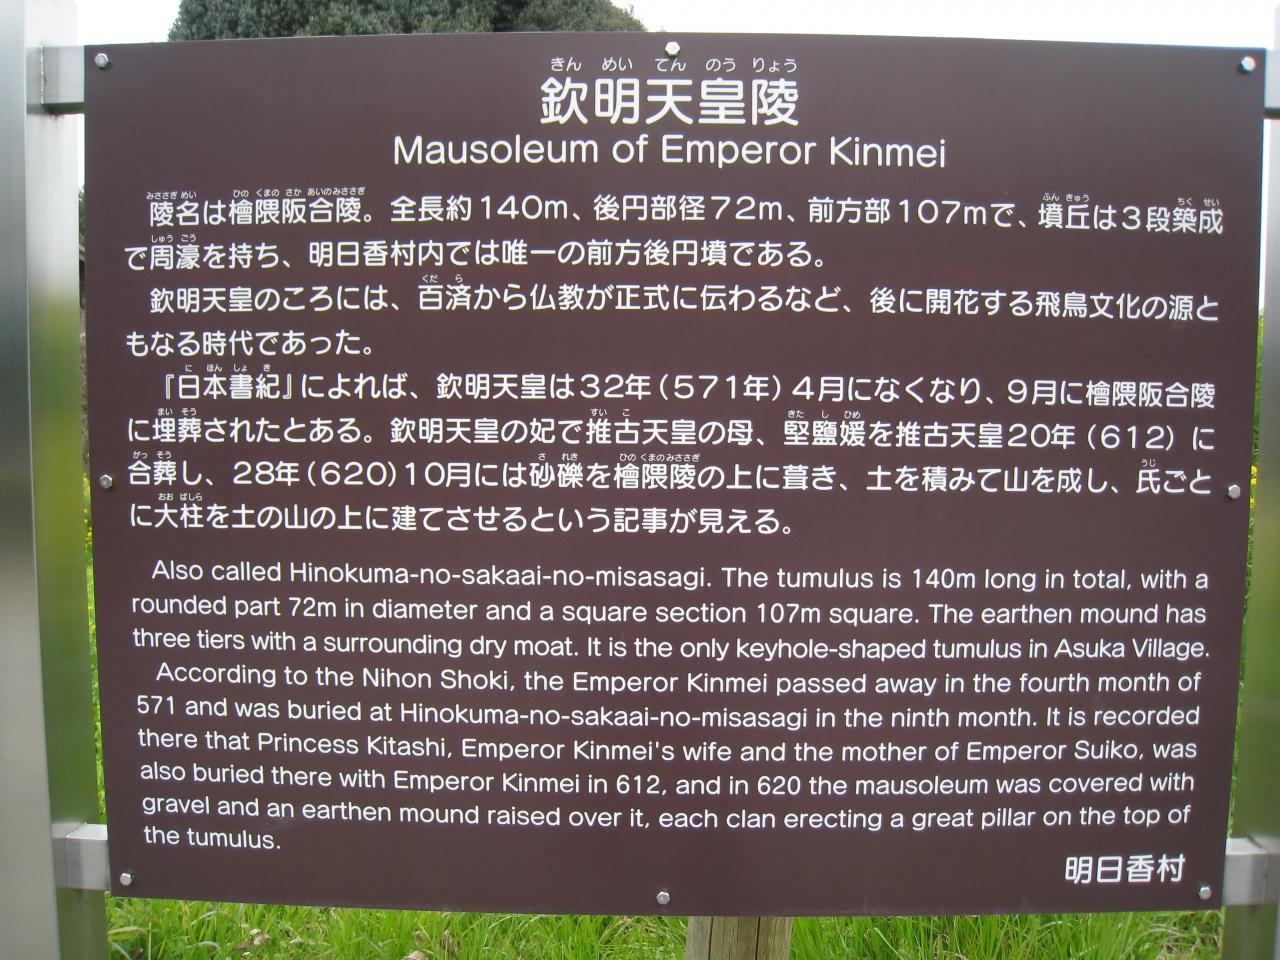 きん めい てん のう りょう
欽明天皇陵
Mausoleum of Emperor Kinmei
みささぎ めい ひの くまの さか あいのみささぎ ふん きゅう ちく せい
陵名は檜隈阪合陵。全長約140m、後円部径72m、前方部107mで、墳丘は3段築成
しゅう ごう
で周濠を持ち、明日香村内では唯一の前方後円墳である。
くだ ら
欽明天皇のころには、百済から仏教が正式に伝わるなど、後に開花する飛鳥文化の源と
もなる時代であった。
に ほん しょ き
『日本書紀』によれば、欽明天皇は32年（571年）4月になくなり、9月に檜隈阪合陵
まい そう すい こ きた し ひめ
に埋葬されたとある。欽明天皇の妃で推古天皇の母、堅鹽媛を推古天皇20年（612）に
がっ そう さ れき ひの くまのみささぎ うじ
合葬し、28年（620）10月には砂礫を檜隈陵の上に葺き、土を積みて山を成し、氏ごと
おお ばしら
に大柱を土の山の上に建てさせるという記事が見える。
Also called Hinokuma-no-sakaai-no-misasagi. The tumulus is 140m long in total, with a
rounded part 72m in diameter and a square section 107m square. The earthen mound has
three tiers with a surrounding dry moat. It is the only keyhole-shaped tumulus in Asuka Village.
According to the Nihon Shoki, the Emperor Kinmei passed away in the fourth month of
571 and was buried at Hinokuma-no-sakaai-no-misasagi in the ninth month. It is recorded
there that Princess Kitashi, Emperor Kinmei's wife and the mother of Emperor Suiko, was
also buried there with Emperor Kinmei in 612, and in 620 the mausoleum was covered with
gravel and an earthen mound raised over it, each clan erecting a great pillar on the top of
the tumulus.
明日香村